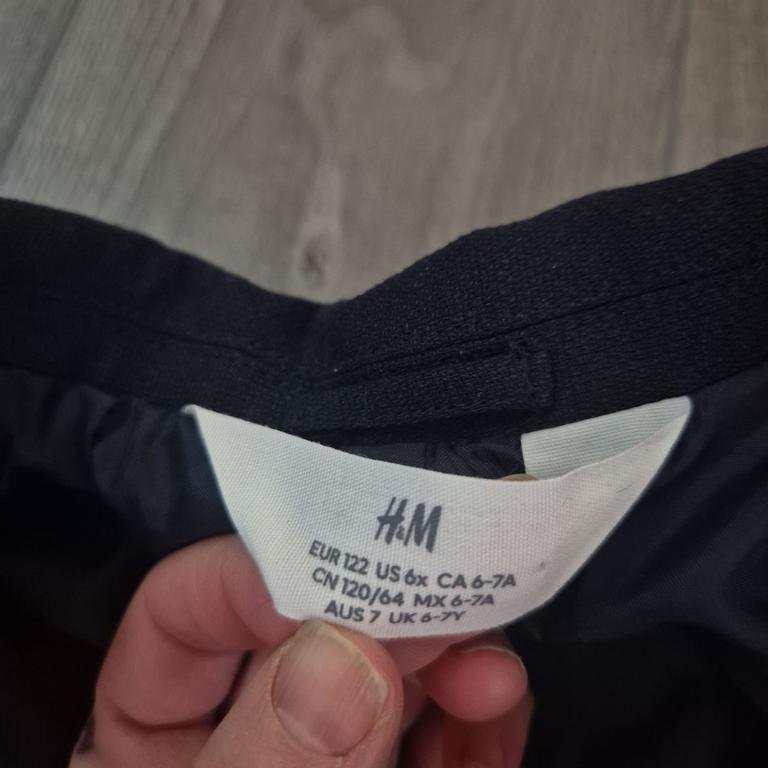 H&M
EUR 122 US 6x CA 6-7A
CN 120/64 MX 6-7A
AUS 7 UK 6-7Y